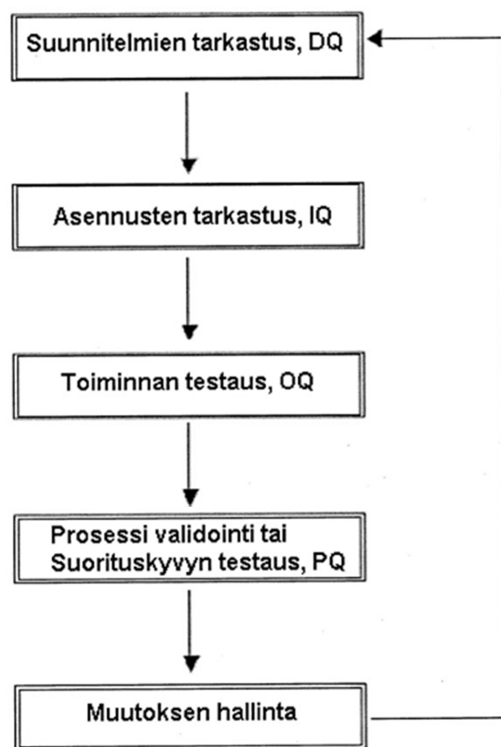 Suunnitelmien tarkastus, DQ
Asennusten tarkastus, IQ
Toiminnan testaus, OQ
Prosessi validointi tai
Suorituskyvyn testaus, PQ
Muutoksen hallinta